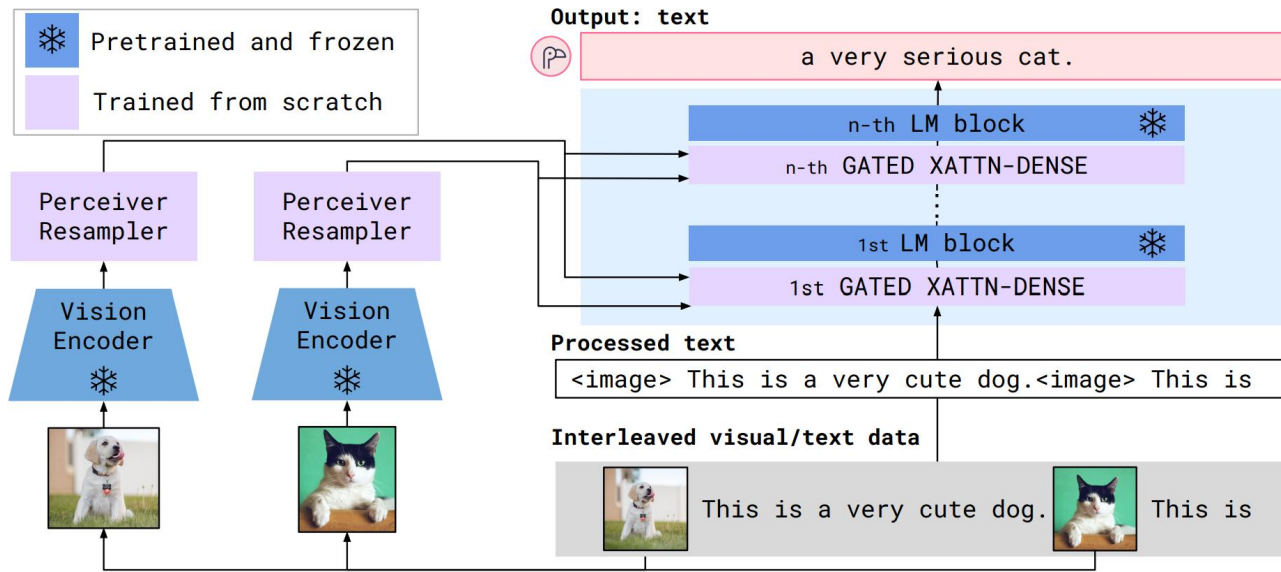 Pretrained and frozen
Trained from scratch
Perceiver
Resampler
Perceiver
Resampler
Vision
Encoder
Vision
Encoder
Output: text
a very serious cat.
n-th LM block
n-th GATED XATTN-DENSE
1st LM block
1st GATED XATTN-DENSE
Processed text
<image> This is a very cute dog.<image> This is
Interleaved visual/text data
This is a very cute dog.
This is